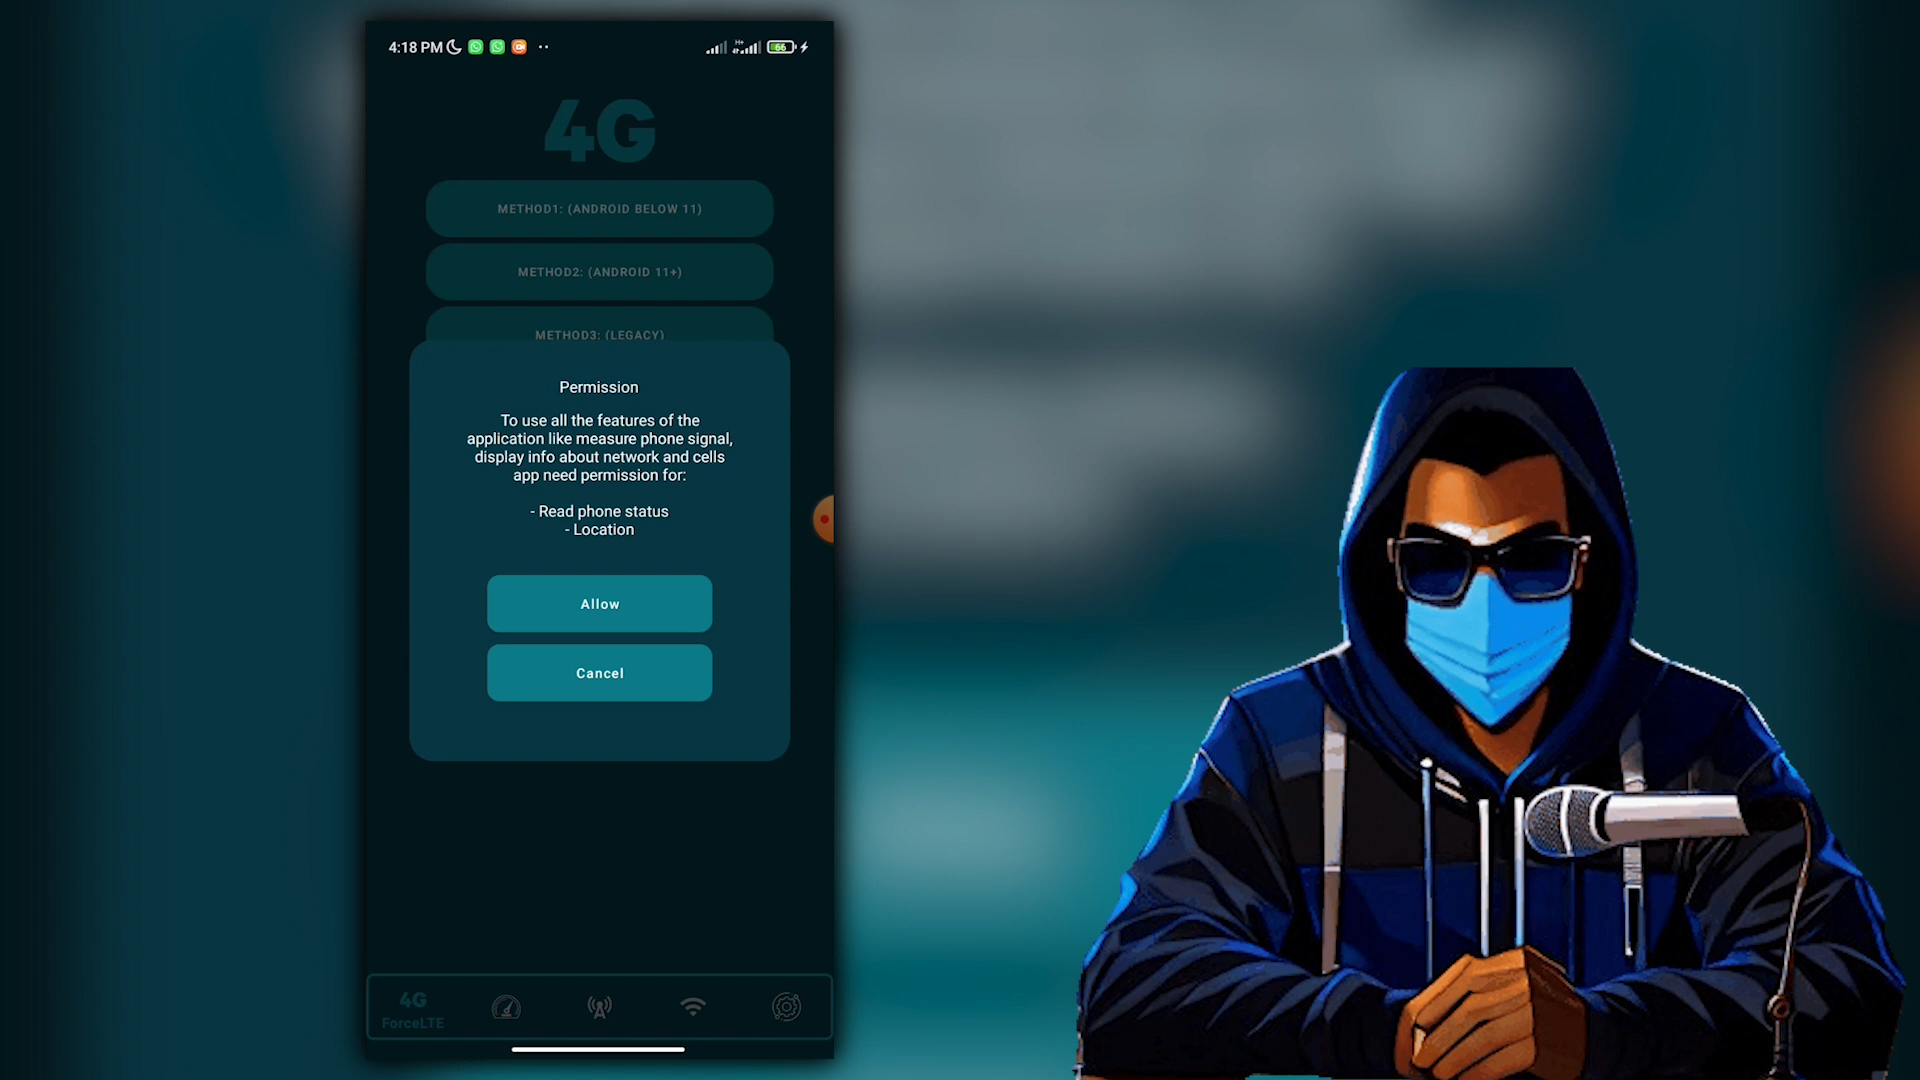 4:18 PM
H+
66
4G
METHOD1: (ANDROID BELOW 11)
METHOD2: (ANDROID 11+)
METHOD3: (LEGACY)
Permission
To use all the features of the
application like measure phone signal,
display info about network and cells
app need permission for:
- Read phone status
- Location
Allow
Cancel
4G
ForceLTE